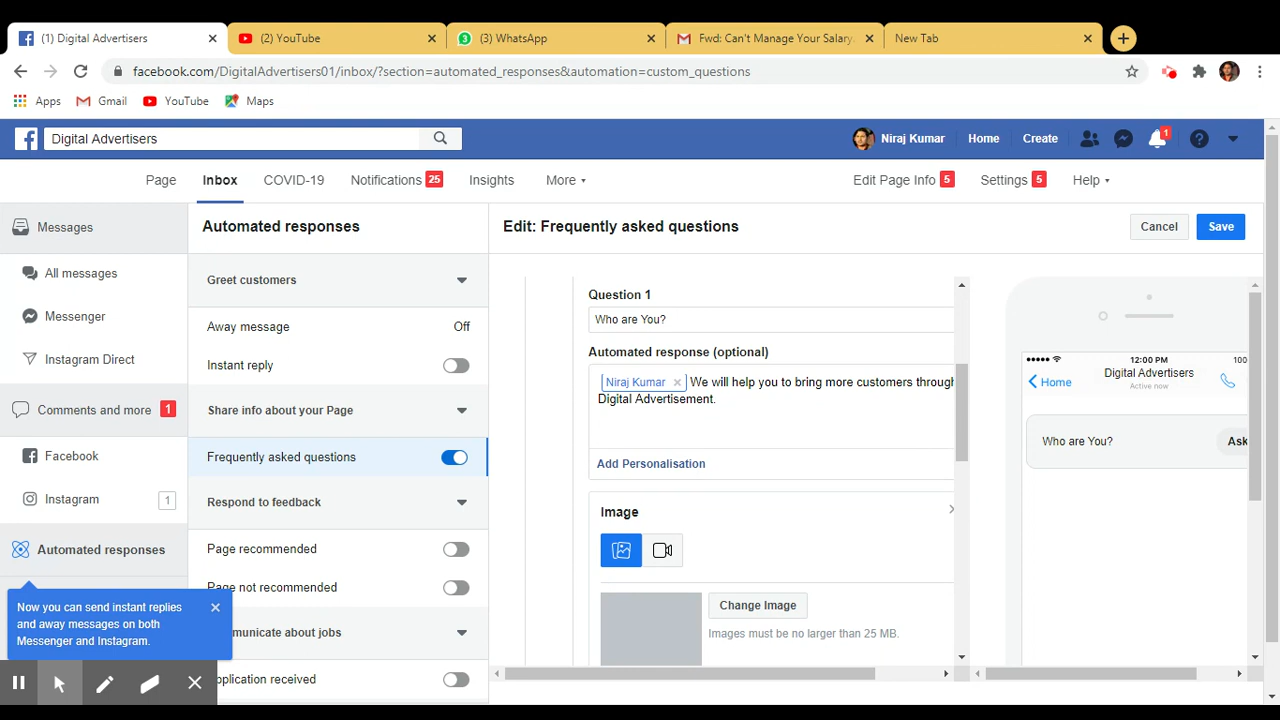 (1) Digital Advertisers
(2) YouTube
(3) WhatsApp
Fwd: Can't Manage Your Salary
New Tab
facebook.com/DigitalAdvertisers01/inbox/?section=automated_responses&automation=custom_questions
Apps
Gmail
YouTube
Maps
Digital Advertisers
Niraj Kumar
Home
Create
1
Page
Inbox
COVID-19
Notifications 25
Insights
More
Edit Page Info 5
Settings 5
Help
Messages
All messages
Messenger
Instagram Direct
Comments and more 1
Facebook
Instagram 1
Automated responses
Now you can send instant replies
and away messages on both
Messenger and Instagram.
Automated responses
Greet customers
Away message Off
Instant reply
Share info about your Page
Frequently asked questions
Respond to feedback
Page recommended
Page not recommended
about jobs
received
Edit: Frequently asked questions
Cancel
Save
Question 1
Who are You?
Automated response (optional)
Niraj Kumar We will help you to bring more customers through
Digital Advertisement.
Add Personalisation
Image
Change Image
Images must be no larger than 25 MB.
12:00 PM
100
Home
Digital Advertisers
Active now
Who are You?
Ask